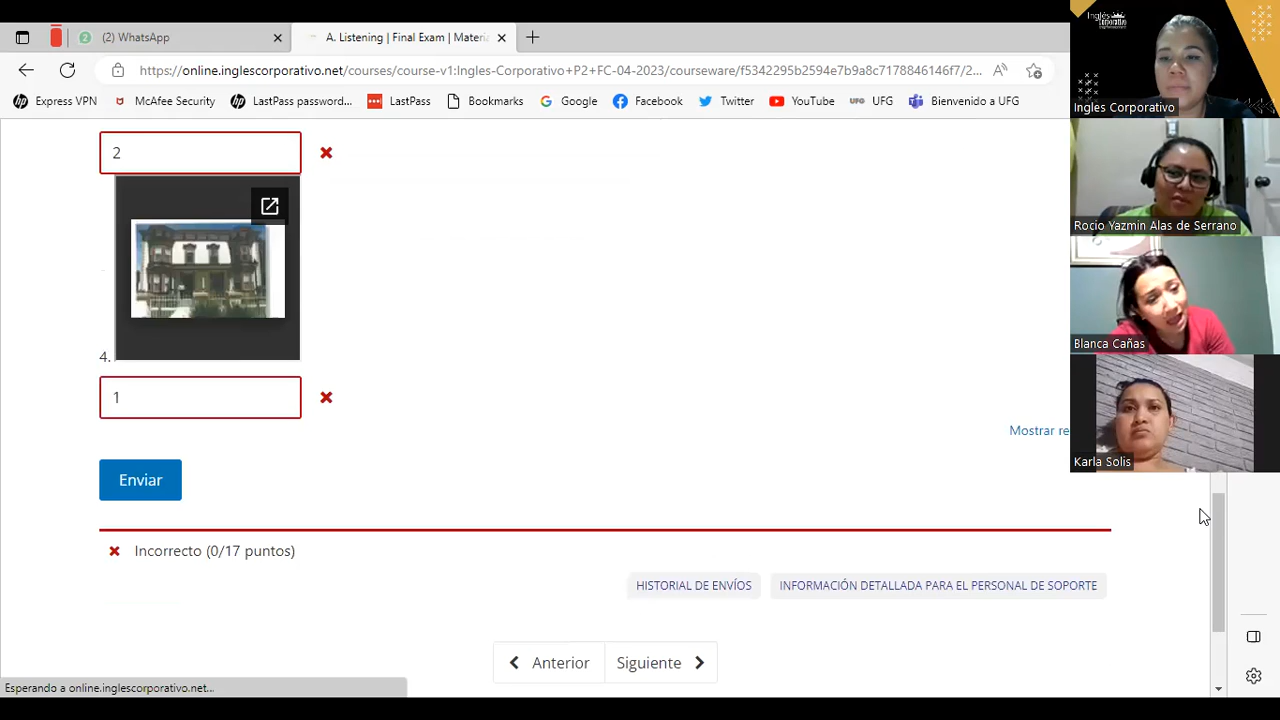 (2) WhatsApp
A. Listening | Final Exam | Materia
https://online.inglescorporativo.net/courses/course-v1:Ingles-Corporativo+P2+FC-04-2023/courseware/f5342295b2594e7b9a8c7178846146f7/2...
Express VPN
McAfee Security
LastPass password...
LastPass
Bookmarks
Google
Facebook
Twitter
YouTube
UFG
Bienvenido a UFG
2
4.
1
Mostrar re
Enviar
Incorrecto (0/17 puntos)
HISTORIAL DE ENVÍOS
INFORMACIÓN DETALLADA PARA EL PERSONAL DE SOPORTE
Anterior
Siguiente
Esperando a online.inglescorporativo.net...
Inglés
Corporativo
Ingles Corporativo
Rocio Yazmin Alas de Serrano
Blanca Cañas
Karla Solis